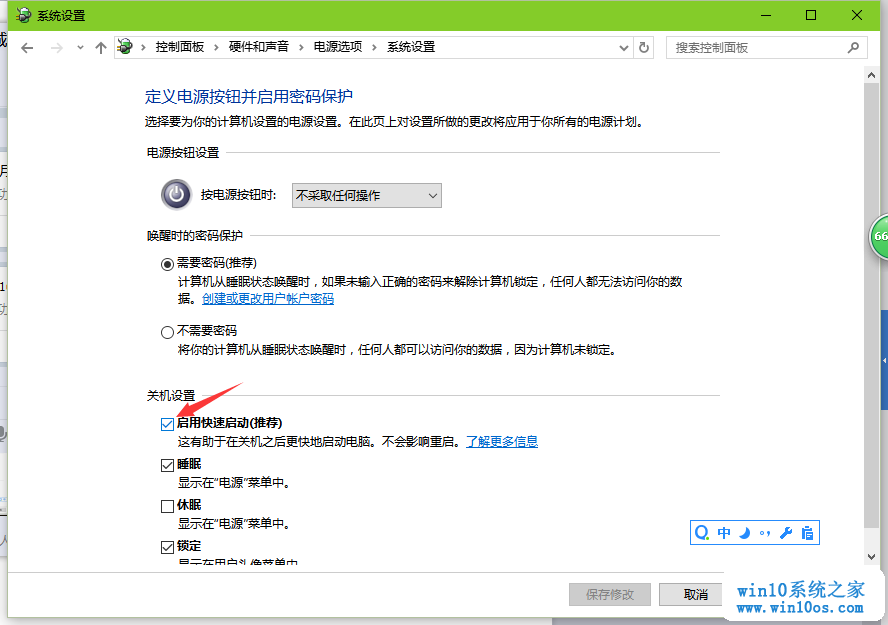 系统设置
控制面板 > 硬件和声音 > 电源选项 > 系统设置
搜索控制面板
定义电源按钮并启用密码保护
选择要为你的计算机设置的电源设置。在此页上对设置所做的更改将应用于你所有的电源计划。
电源按钮设置
按电源按钮时: 不采取任何操作
唤醒时的密码保护
需要密码(推荐)
计算机从睡眠状态唤醒时，如果未输入正确的密码来解除计算机锁定，任何人都无法访问你的数
据。创建或更改用户帐户密码
不需要密码
将你的计算机从睡眠状态唤醒时，任何人都可以访问你的数据，因为计算机未锁定。
关机设置
启用快速启动(推荐)
这有助于在关机之后更快地启动电脑。不会影响重启。了解更多信息
睡眠
显示在“电源”菜单中。
休眠
显示在“电源”菜单中。
锁定
显示在用户头像菜单中
中
保存修改 取消
66
win10系统之家
www.win10os.com